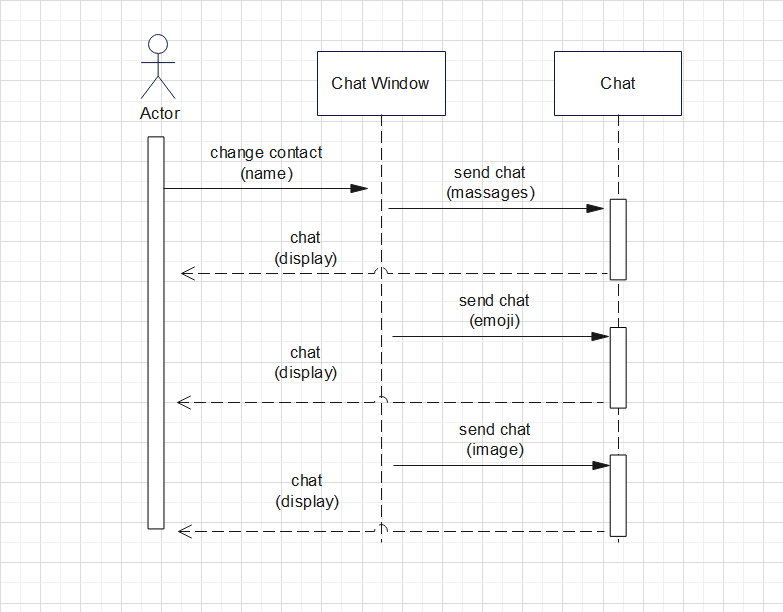 Chat Window
Chat
Actor
change contact
(name)
send chat
(massages)
chat
(display)
send chat
(emoji)
chat
(display)
send chat
(image)
chat
(display)